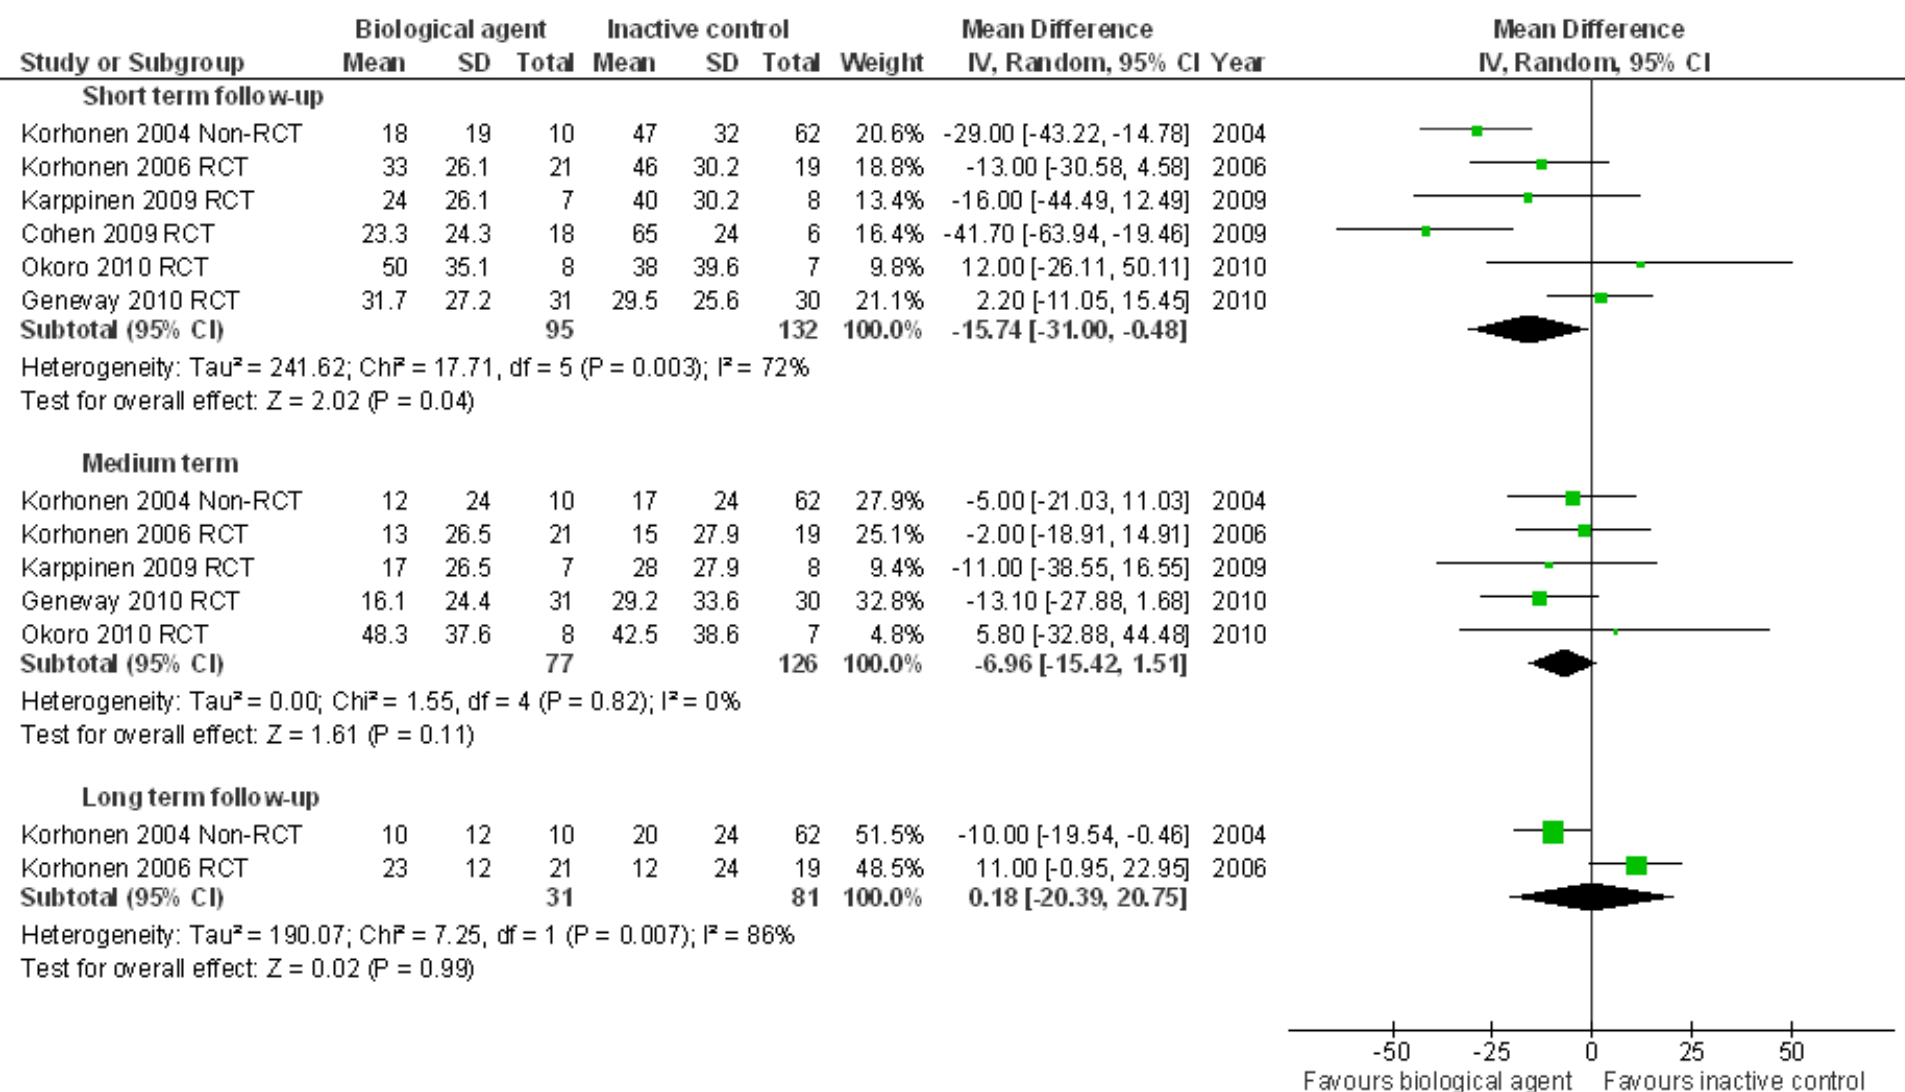 Biological agent Inactive control Mean Difference Mean Difference
Study or Subgroup Mean SD Total Mean SD Total Weight IV, Random, 95% CI Year IV, Random, 95% CI
Short term follow-up
Korhonen 2004 Non-RCT 18 19 10 47 32 62 20.6% -29.00 [-43.22, -14.78] 2004
Korhonen 2006 RCT 33 26.1 21 46 30.2 19 18.8% -13.00 [-30.58, 4.58] 2006
Karppinen 2009 RCT 24 26.1 7 40 30.2 8 13.4% -16.00 [-44.49, 12.49] 2009
Cohen 2009 RCT 23.3 24.3 18 65 24 6 16.4% -41.70 [-63.94, -19.46] 2009
Okoro 2010 RCT 50 35.1 8 38 39.6 7 9.8% 12.00 [-26.11, 50.11] 2010
Genevay 2010 RCT 31.7 27.2 31 29.5 25.6 30 21.1% 2.20 [-11.05, 15.45] 2010
Subtotal (95% CI) 95 132 100.0% -15.74 [-31.00, -0.48]
Heterogeneity: Tau² = 241.62; Chi² = 17.71, df = 5 (P = 0.003); I² = 72%
Test for overall effect: Z = 2.02 (P = 0.04)
Medium term
Korhonen 2004 Non-RCT 12 24 10 17 24 62 27.9% -5.00 [-21.03, 11.03] 2004
Korhonen 2006 RCT 13 26.5 21 15 27.9 19 25.1% -2.00 [-18.91, 14.91] 2006
Karppinen 2009 RCT 17 26.5 7 28 27.9 8 9.4% -11.00 [-38.55, 16.55] 2009
Genevay 2010 RCT 16.1 24.4 31 29.2 33.6 30 32.8% -13.10 [-27.88, 1.68] 2010
Okoro 2010 RCT 48.3 37.6 8 42.5 38.6 7 4.8% 5.80 [-32.88, 44.48] 2010
Subtotal (95% CI) 77 126 100.0% -6.96 [-15.42, 1.51]
Heterogeneity: Tau² = 0.00; Chi² = 1.55, df = 4 (P = 0.82); I² = 0%
Test for overall effect: Z = 1.61 (P = 0.11)
Long term follow-up
Korhonen 2004 Non-RCT 10 12 10 20 24 62 51.5% -10.00 [-19.54, -0.46] 2004
Korhonen 2006 RCT 23 12 21 12 24 19 48.5% 11.00 [-0.95, 22.95] 2006
Subtotal (95% CI) 31 81 100.0% 0.18 [-20.39, 20.75]
Heterogeneity: Tau² = 190.07; Chi² = 7.25, df = 1 (P = 0.007); I² = 86%
Test for overall effect: Z = 0.02 (P = 0.99)
-50 -25 0 25 50
Favours biological agent Favours inactive control